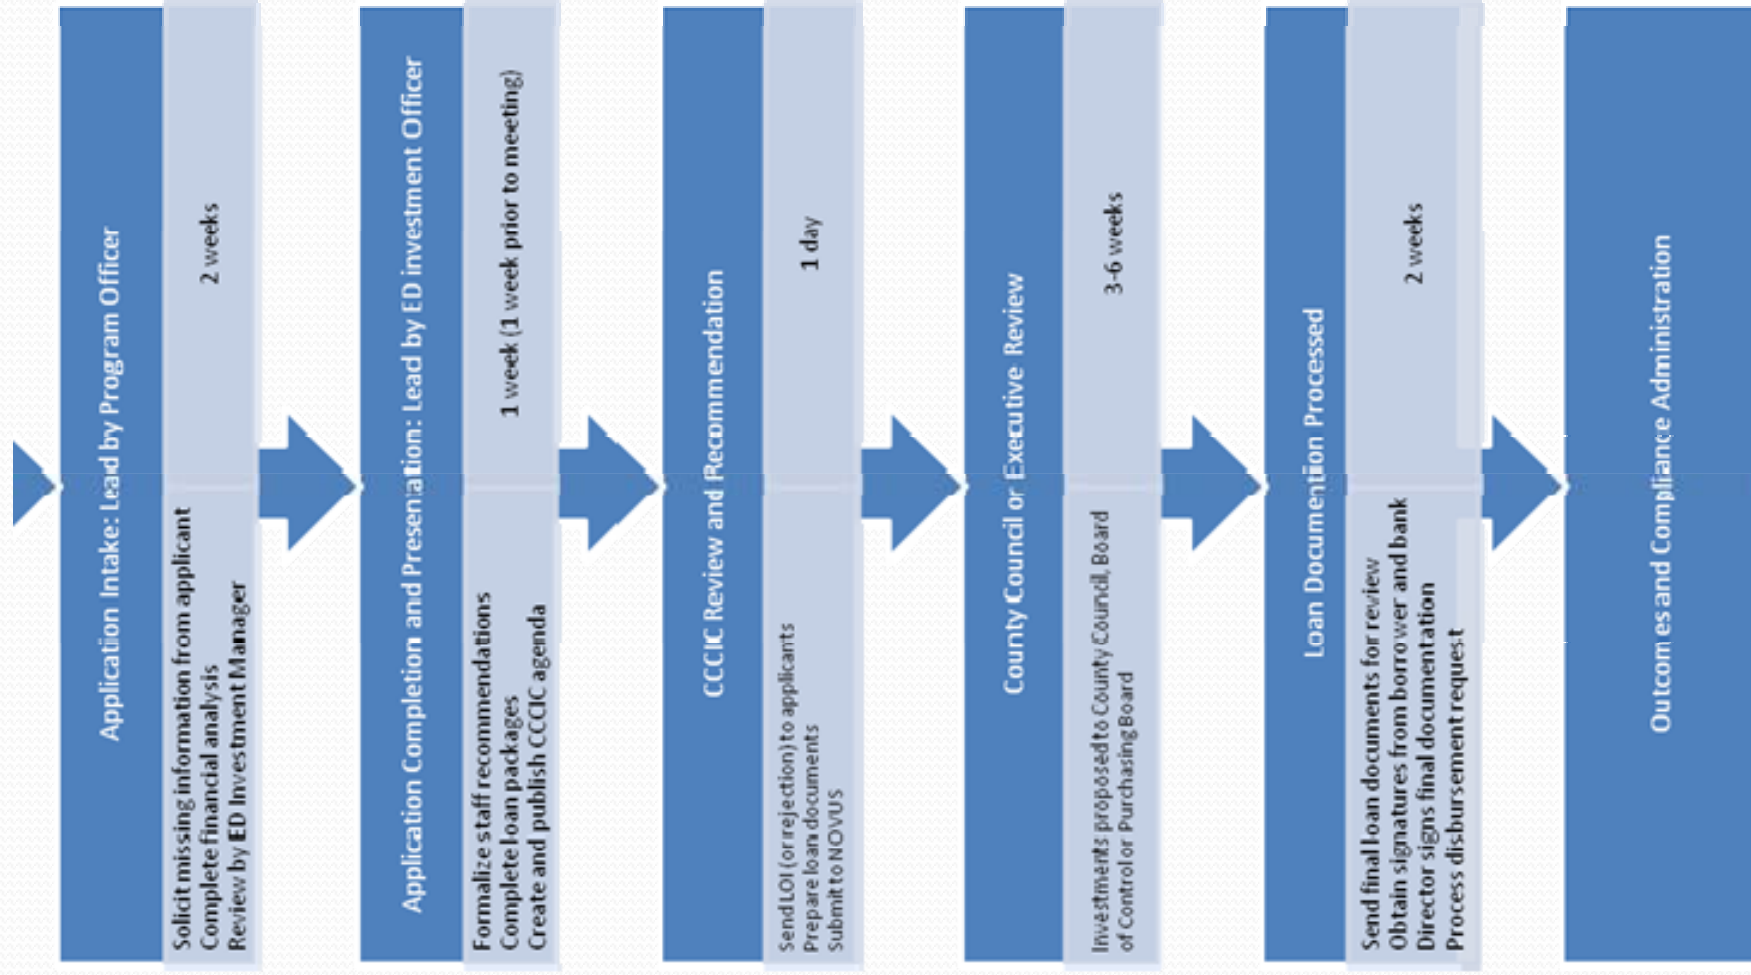 Application Intake: Lead by Program Officer
Solicit missing information from applicant
Complete financial analysis
Review by ED Investment Manager
2 weeks
Application Completion and Presentation: Lead by ED investment Officer
Formalize staff recommendations
Complete loan packages
Create and publish CCCIC agenda
1 week (1 week prior to meeting)
CCCIC Review and Recommendation
Send LOI (or rejection) to applicants
Prepare loan documents
Submit to NOVUS
1 day
County Council or Executive Review
Investments proposed to County Council, Board
of Control or Purchasing Board
3-6 weeks
Loan Documention Processed
Send final loan documents for review
Obtain signatures from borrower and bank
Director signs final documentation
Process disbursement request
2 weeks
Outcomes and Compliance Administration